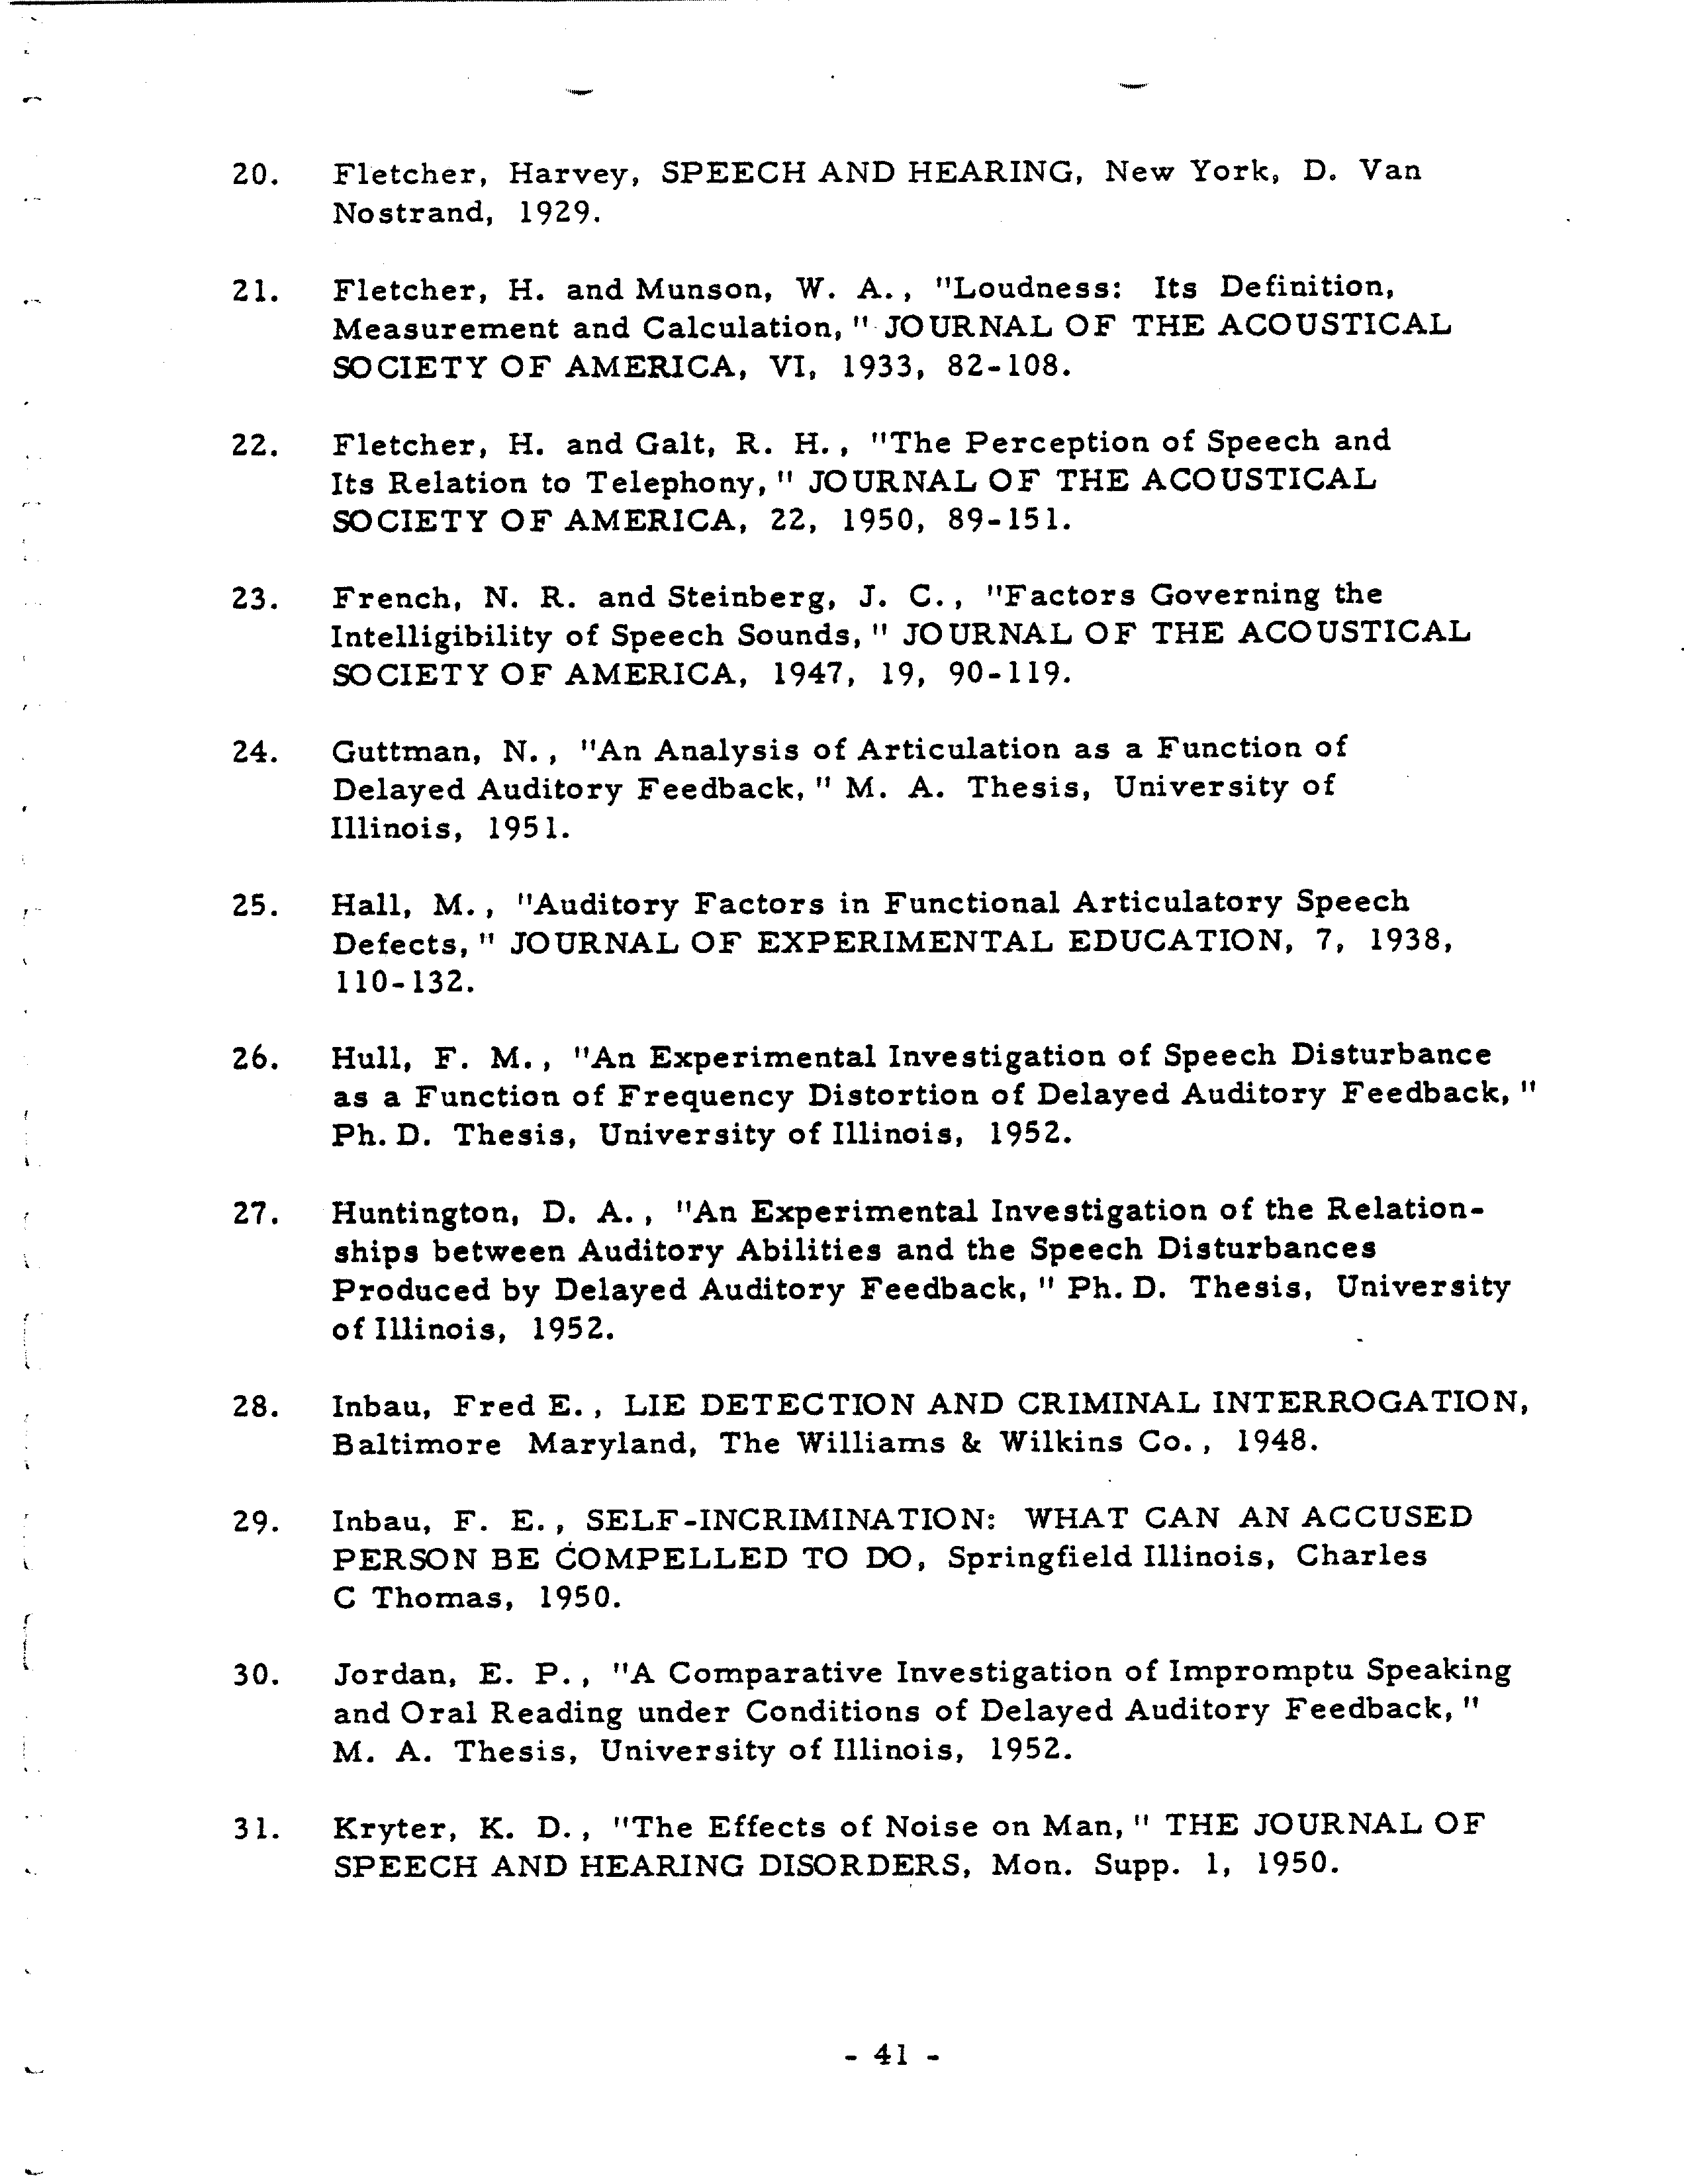 20. Fletcher, Harvey, SPEECH AND HEARING, New York, D. Van
Nostrand, 1929.
21. Fletcher, H. and Munson, W. A., "Loudness: Its Definition,
Measurement and Calculation," JOURNAL OF THE ACOUSTICAL
SOCIETY OF AMERICA, VI, 1933, 82-108.
22. Fletcher, H. and Galt, R. H., "The Perception of Speech and
Its Relation to Telephony," JOURNAL OF THE ACOUSTICAL
SOCIETY OF AMERICA, 22, 1950, 89-151.
23. French, N. R. and Steinberg, J. C., "Factors Governing the
Intelligibility of Speech Sounds," JOURNAL OF THE ACOUSTICAL
SOCIETY OF AMERICA, 1947, 19, 90-119.
24. Guttman, N., "An Analysis of Articulation as a Function of
Delayed Auditory Feedback," M. A. Thesis, University of
Illinois, 1951.
25. Hall, M., "Auditory Factors in Functional Articulatory Speech
Defects," JOURNAL OF EXPERIMENTAL EDUCATION, 7, 1938,
110-132.
26. Hull, F. M., "An Experimental Investigation of Speech Disturbance
as a Function of Frequency Distortion of Delayed Auditory Feedback,"
Ph. D. Thesis, University of Illinois, 1952.
27. Huntington, D. A., "An Experimental Investigation of the Relation-
ships between Auditory Abilities and the Speech Disturbances
Produced by Delayed Auditory Feedback," Ph. D. Thesis, University
of Illinois, 1952.
28. Inbau, Fred E., LIE DETECTION AND CRIMINAL INTERROGATION,
Baltimore Maryland, The Williams & Wilkins Co., 1948.
29. Inbau, F. E., SELF-INCRIMINATION: WHAT CAN AN ACCUSED
PERSON BE COMPELLED TO DO, Springfield Illinois, Charles
C Thomas, 1950.
30. Jordan, E. P., "A Comparative Investigation of Impromptu Speaking
and Oral Reading under Conditions of Delayed Auditory Feedback,"
M. A. Thesis, University of Illinois, 1952.
31. Kryter, K. D., "The Effects of Noise on Man," THE JOURNAL OF
SPEECH AND HEARING DISORDERS, Mon. Supp. 1, 1950.
- 41 -